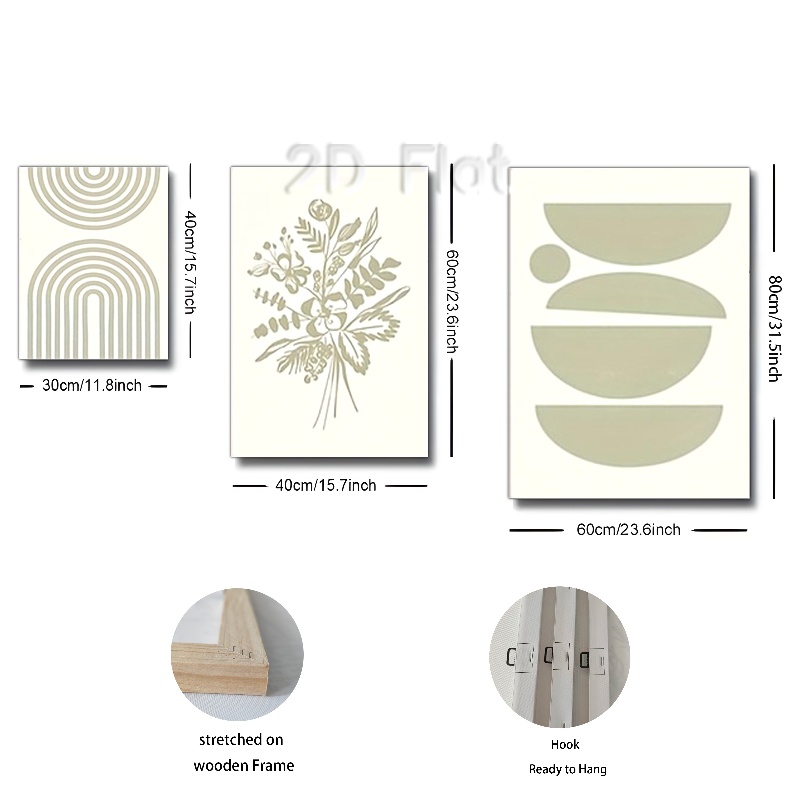 2D Flat
40cm/15.7inch
30cm/11.8inch
60cm/23.6inch
40cm/15.7inch
80cm/31.5inch
60cm/23.6inch
stretched on
wooden Frame
Hook
Ready to Hang